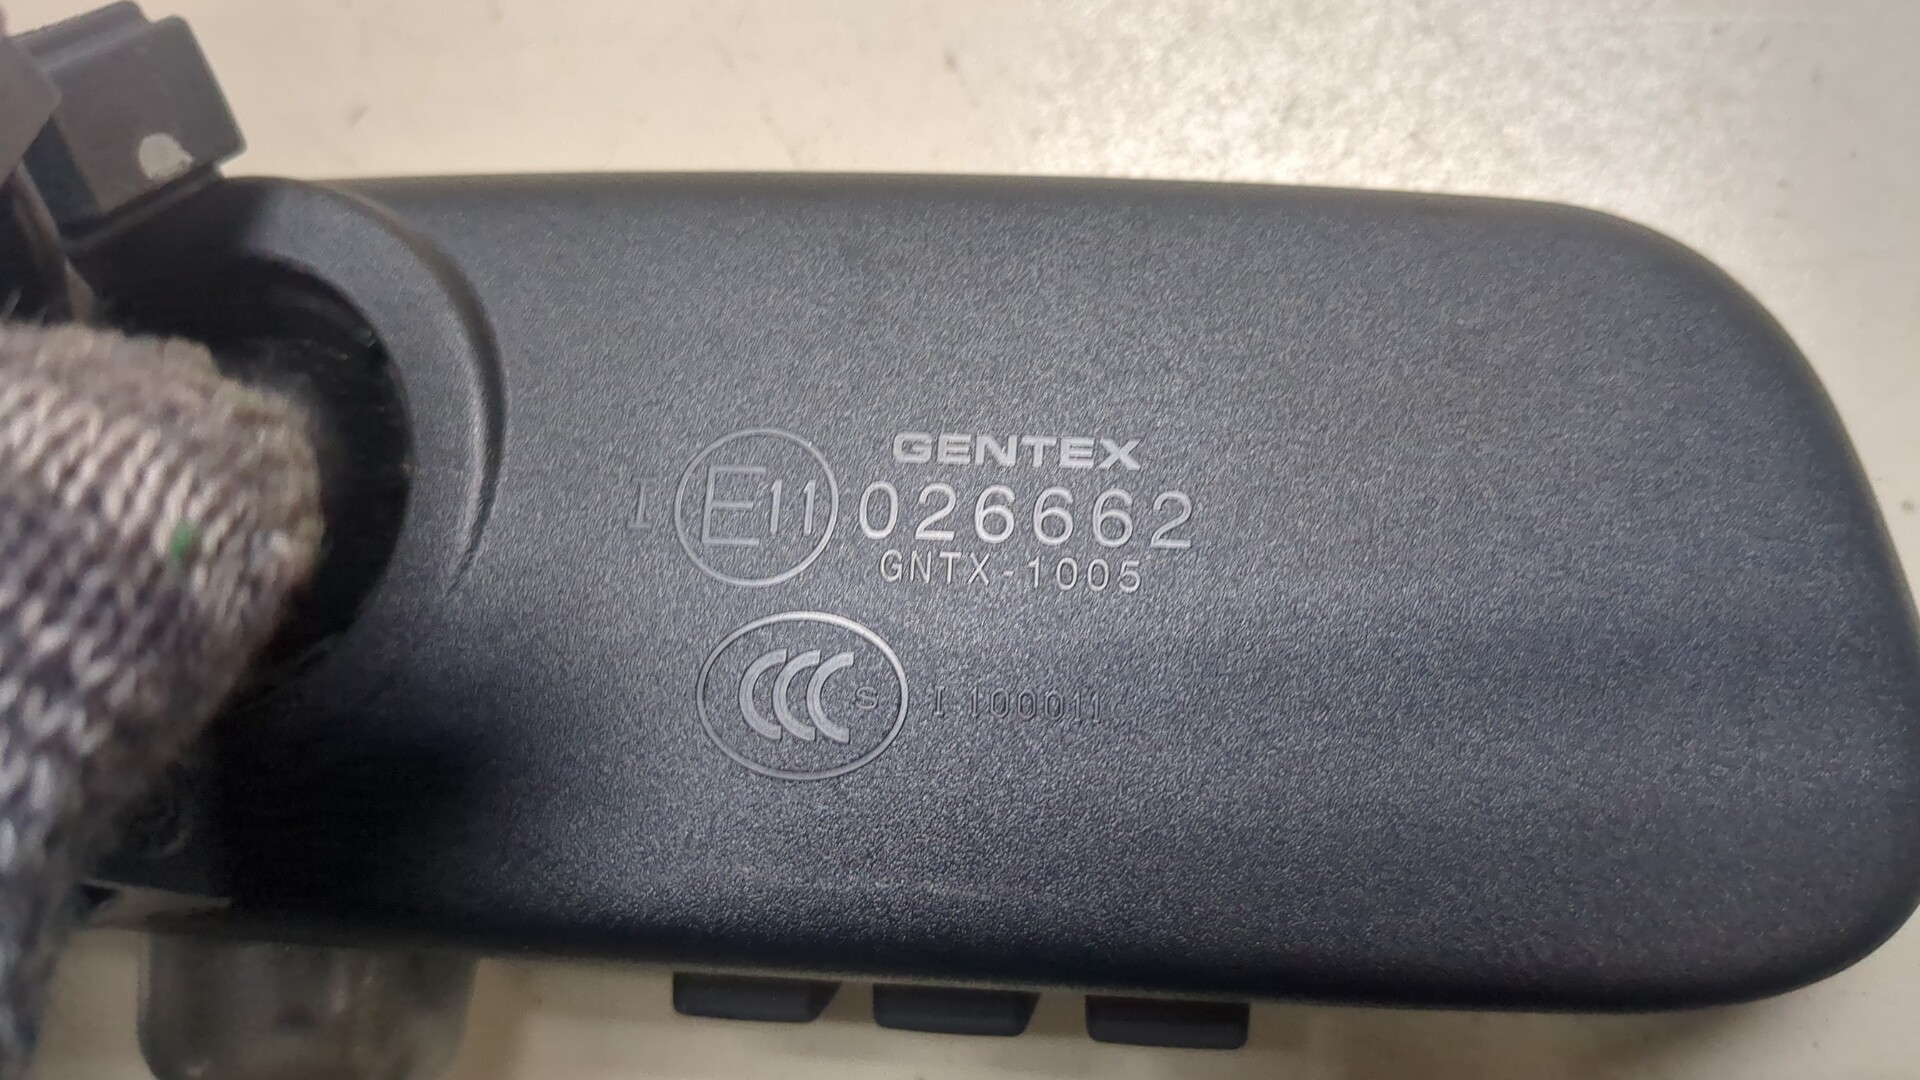 GENTEX
I E11 026662
GNTX-1005
CCC S I 100011